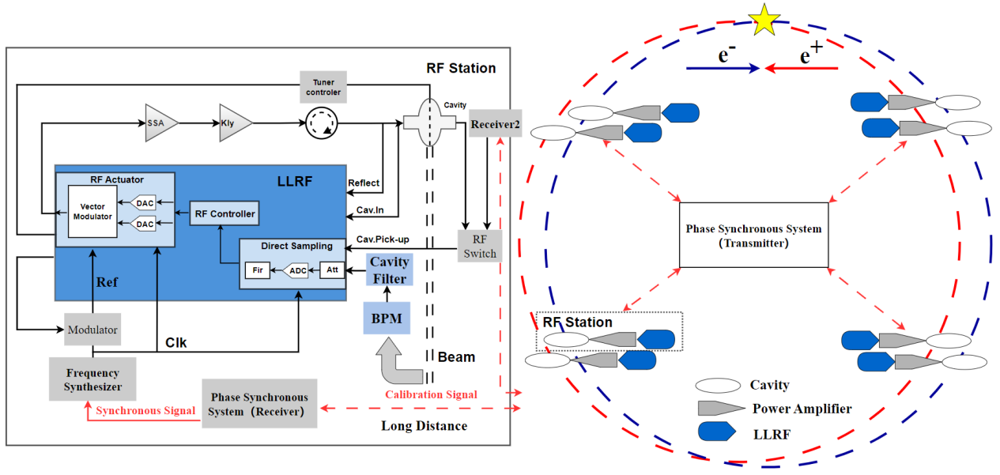 RF Station
Tuner
controler
SSA
Kly
Cavity
Receiver2
RF Actuator
Vector
Modulator
DAC
DAC
LLRF
RF Controller
Reflect
Cav.In
Cav.Pick-up
RF
Switch
Direct Sampling
Fir
ADC
Att
Cavity
Filter
BPM
Ref
Modulator
Clk
Frequency
Synthesizer
Beam
Synchronous Signal
Phase Synchronous
System（Receiver）
Calibration Signal
Long Distance
e-
e+
Phase Synchronous System
（Transmitter）
RF Station
Cavity
Power Amplifier
LLRF